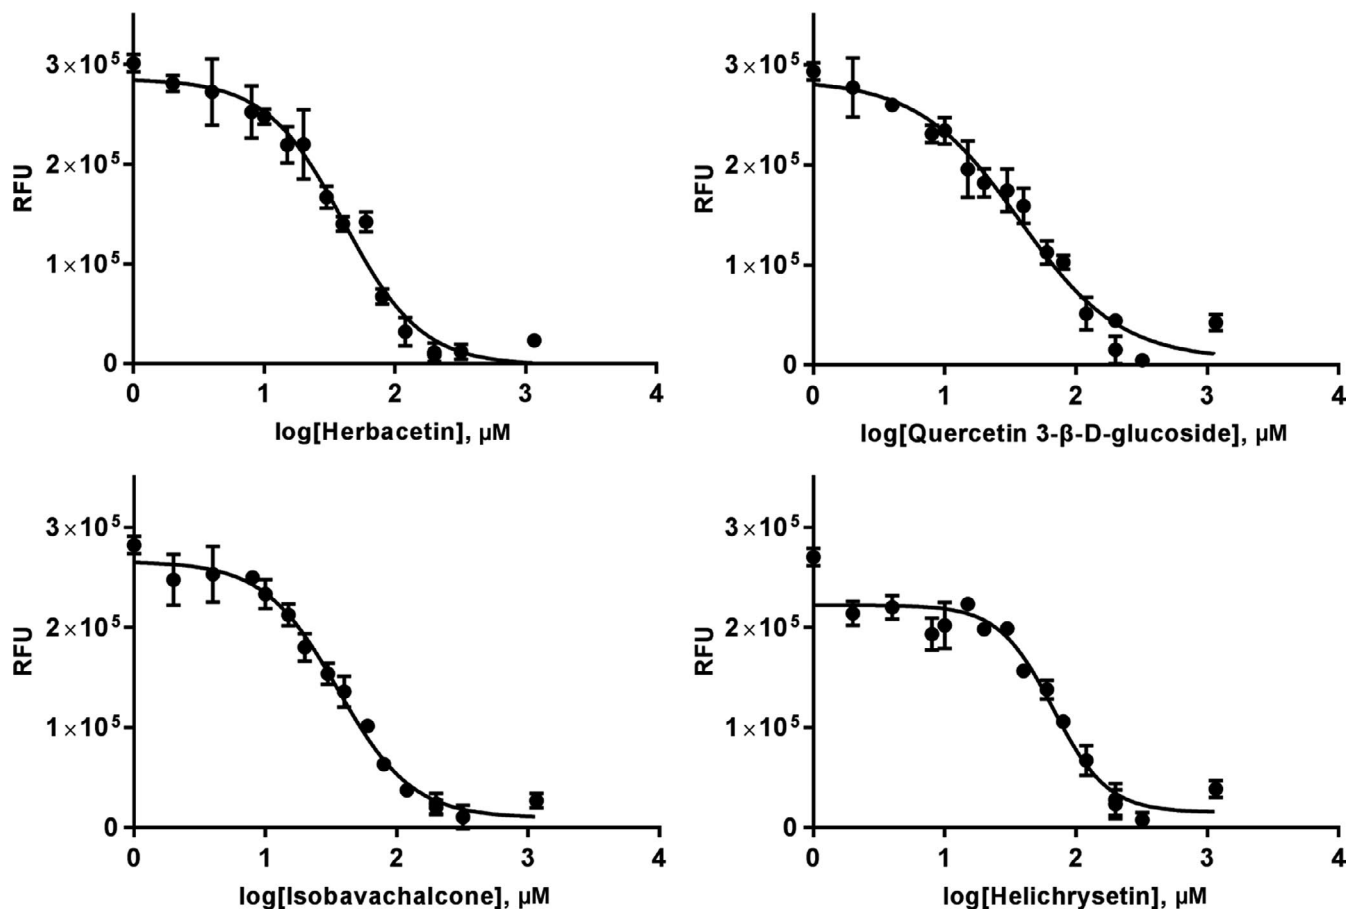 3×10⁵
2×10⁵
1×10⁵
0
RFU
0 1 2 3 4
log[Herbacetin], µM
3×10⁵
2×10⁵
1×10⁵
0
RFU
0 1 2 3 4
log[Quercetin 3-β-D-glucoside], µM
3×10⁵
2×10⁵
1×10⁵
0
RFU
0 1 2 3 4
log[Isobavachalcone], µM
3×10⁵
2×10⁵
1×10⁵
0
RFU
0 1 2 3 4
log[Helichrysetin], µM